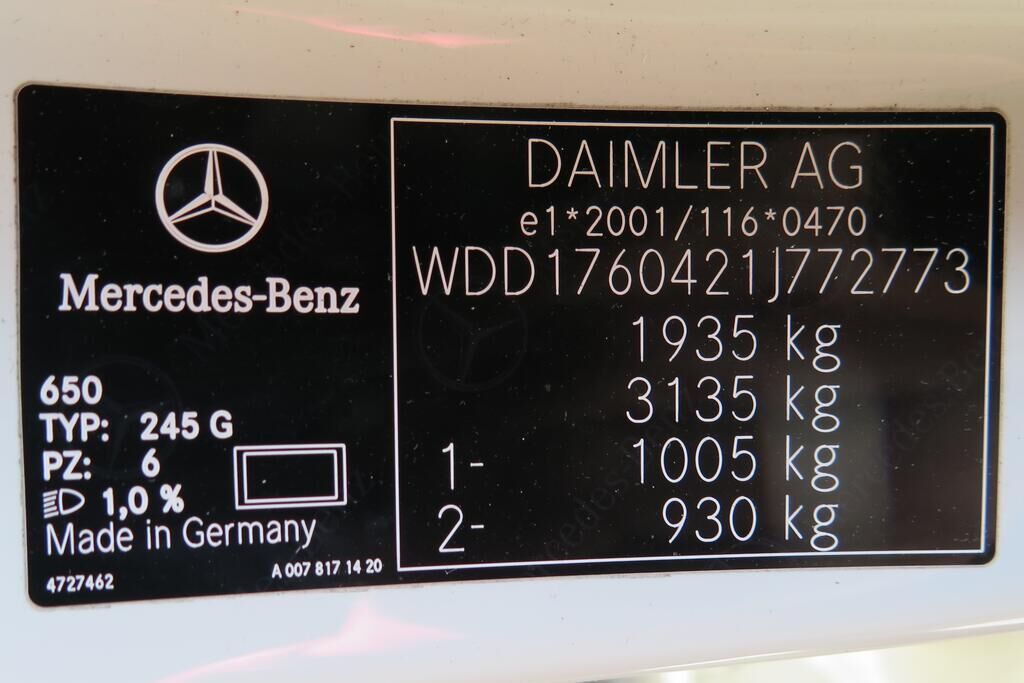 Mercedes-Benz
650
TYP: 245 G
PZ: 6
1,0 %
Made in Germany
4727462
A 007 817 14 20
DAIMLER AG
e1*2001/116*0470
WDD1760421J772773
1935 kg
3135 kg
1- 1005 kg
2- 930 kg